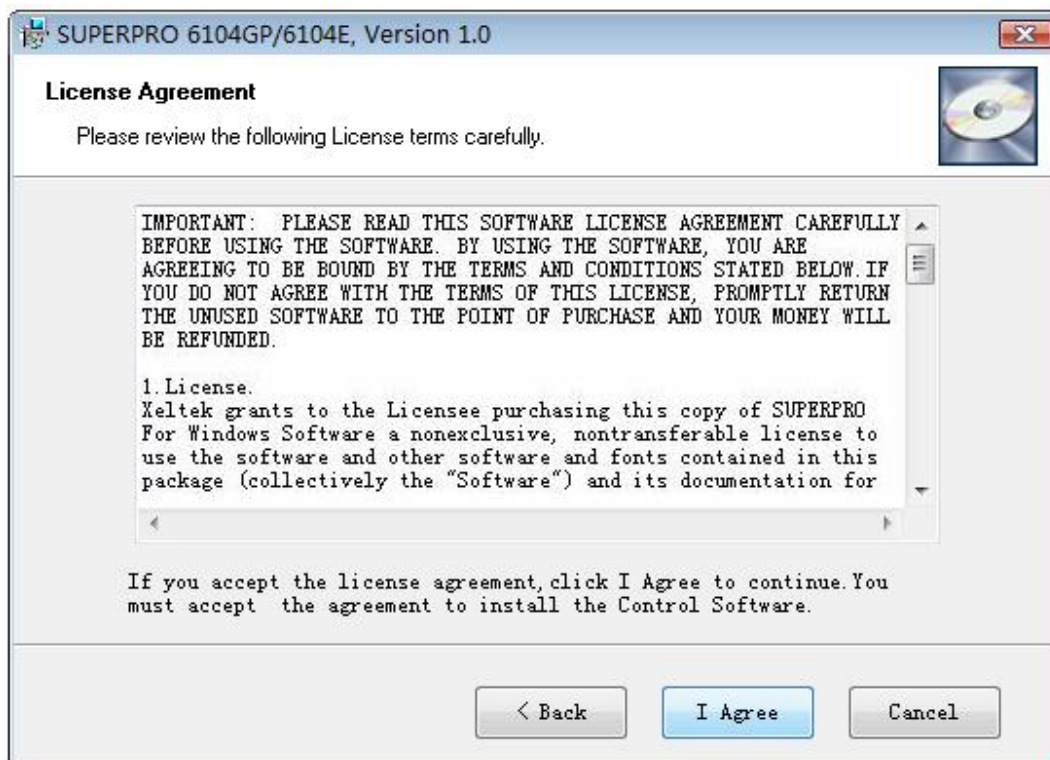 SUPERPRO 6104GP/6104E, Version 1.0
License Agreement
Please review the following License terms carefully.
IMPORTANT:  PLEASE READ THIS SOFTWARE LICENSE AGREEMENT CAREFULLY
BEFORE USING THE SOFTWARE. BY USING THE SOFTWARE, YOU ARE
AGREEING TO BE BOUND BY THE TERMS AND CONDITIONS STATED BELOW.IF
YOU DO NOT AGREE WITH THE TERMS OF THIS LICENSE, PROMPTLY RETURN
THE UNUSED SOFTWARE TO THE POINT OF PURCHASE AND YOUR MONEY WILL
BE REFUNDED.
1.License.
Xeltek grants to the Licensee purchasing this copy of SUPERPRO
For Windows Software a nonexclusive, nontransferable license to
use the software and other software and fonts contained in this
package (collectively the "Software") and its documentation for
If you accept the license agreement,click I Agree to continue.You
must accept  the agreement to install the Control Software.
< Back
I Agree
Cancel